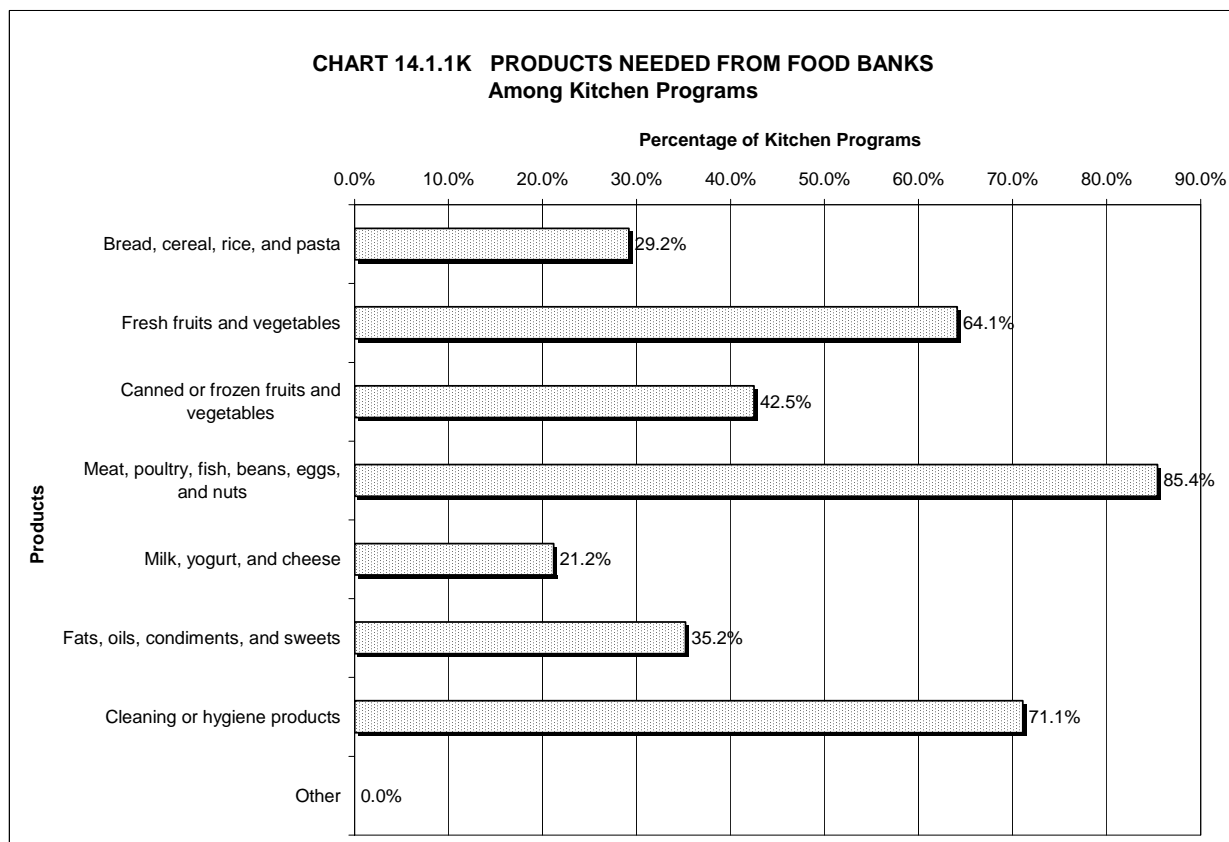 CHART 14.1.1K PRODUCTS NEEDED FROM FOOD BANKS
Among Kitchen Programs
Percentage of Kitchen Programs
0.0% 10.0% 20.0% 30.0% 40.0% 50.0% 60.0% 70.0% 80.0% 90.0%
Products
Bread, cereal, rice, and pasta
29.2%
Fresh fruits and vegetables
64.1%
Canned or frozen fruits and
vegetables
42.5%
Meat, poultry, fish, beans, eggs,
and nuts
85.4%
Milk, yogurt, and cheese
21.2%
Fats, oils, condiments, and sweets
35.2%
Cleaning or hygiene products
71.1%
Other
0.0%